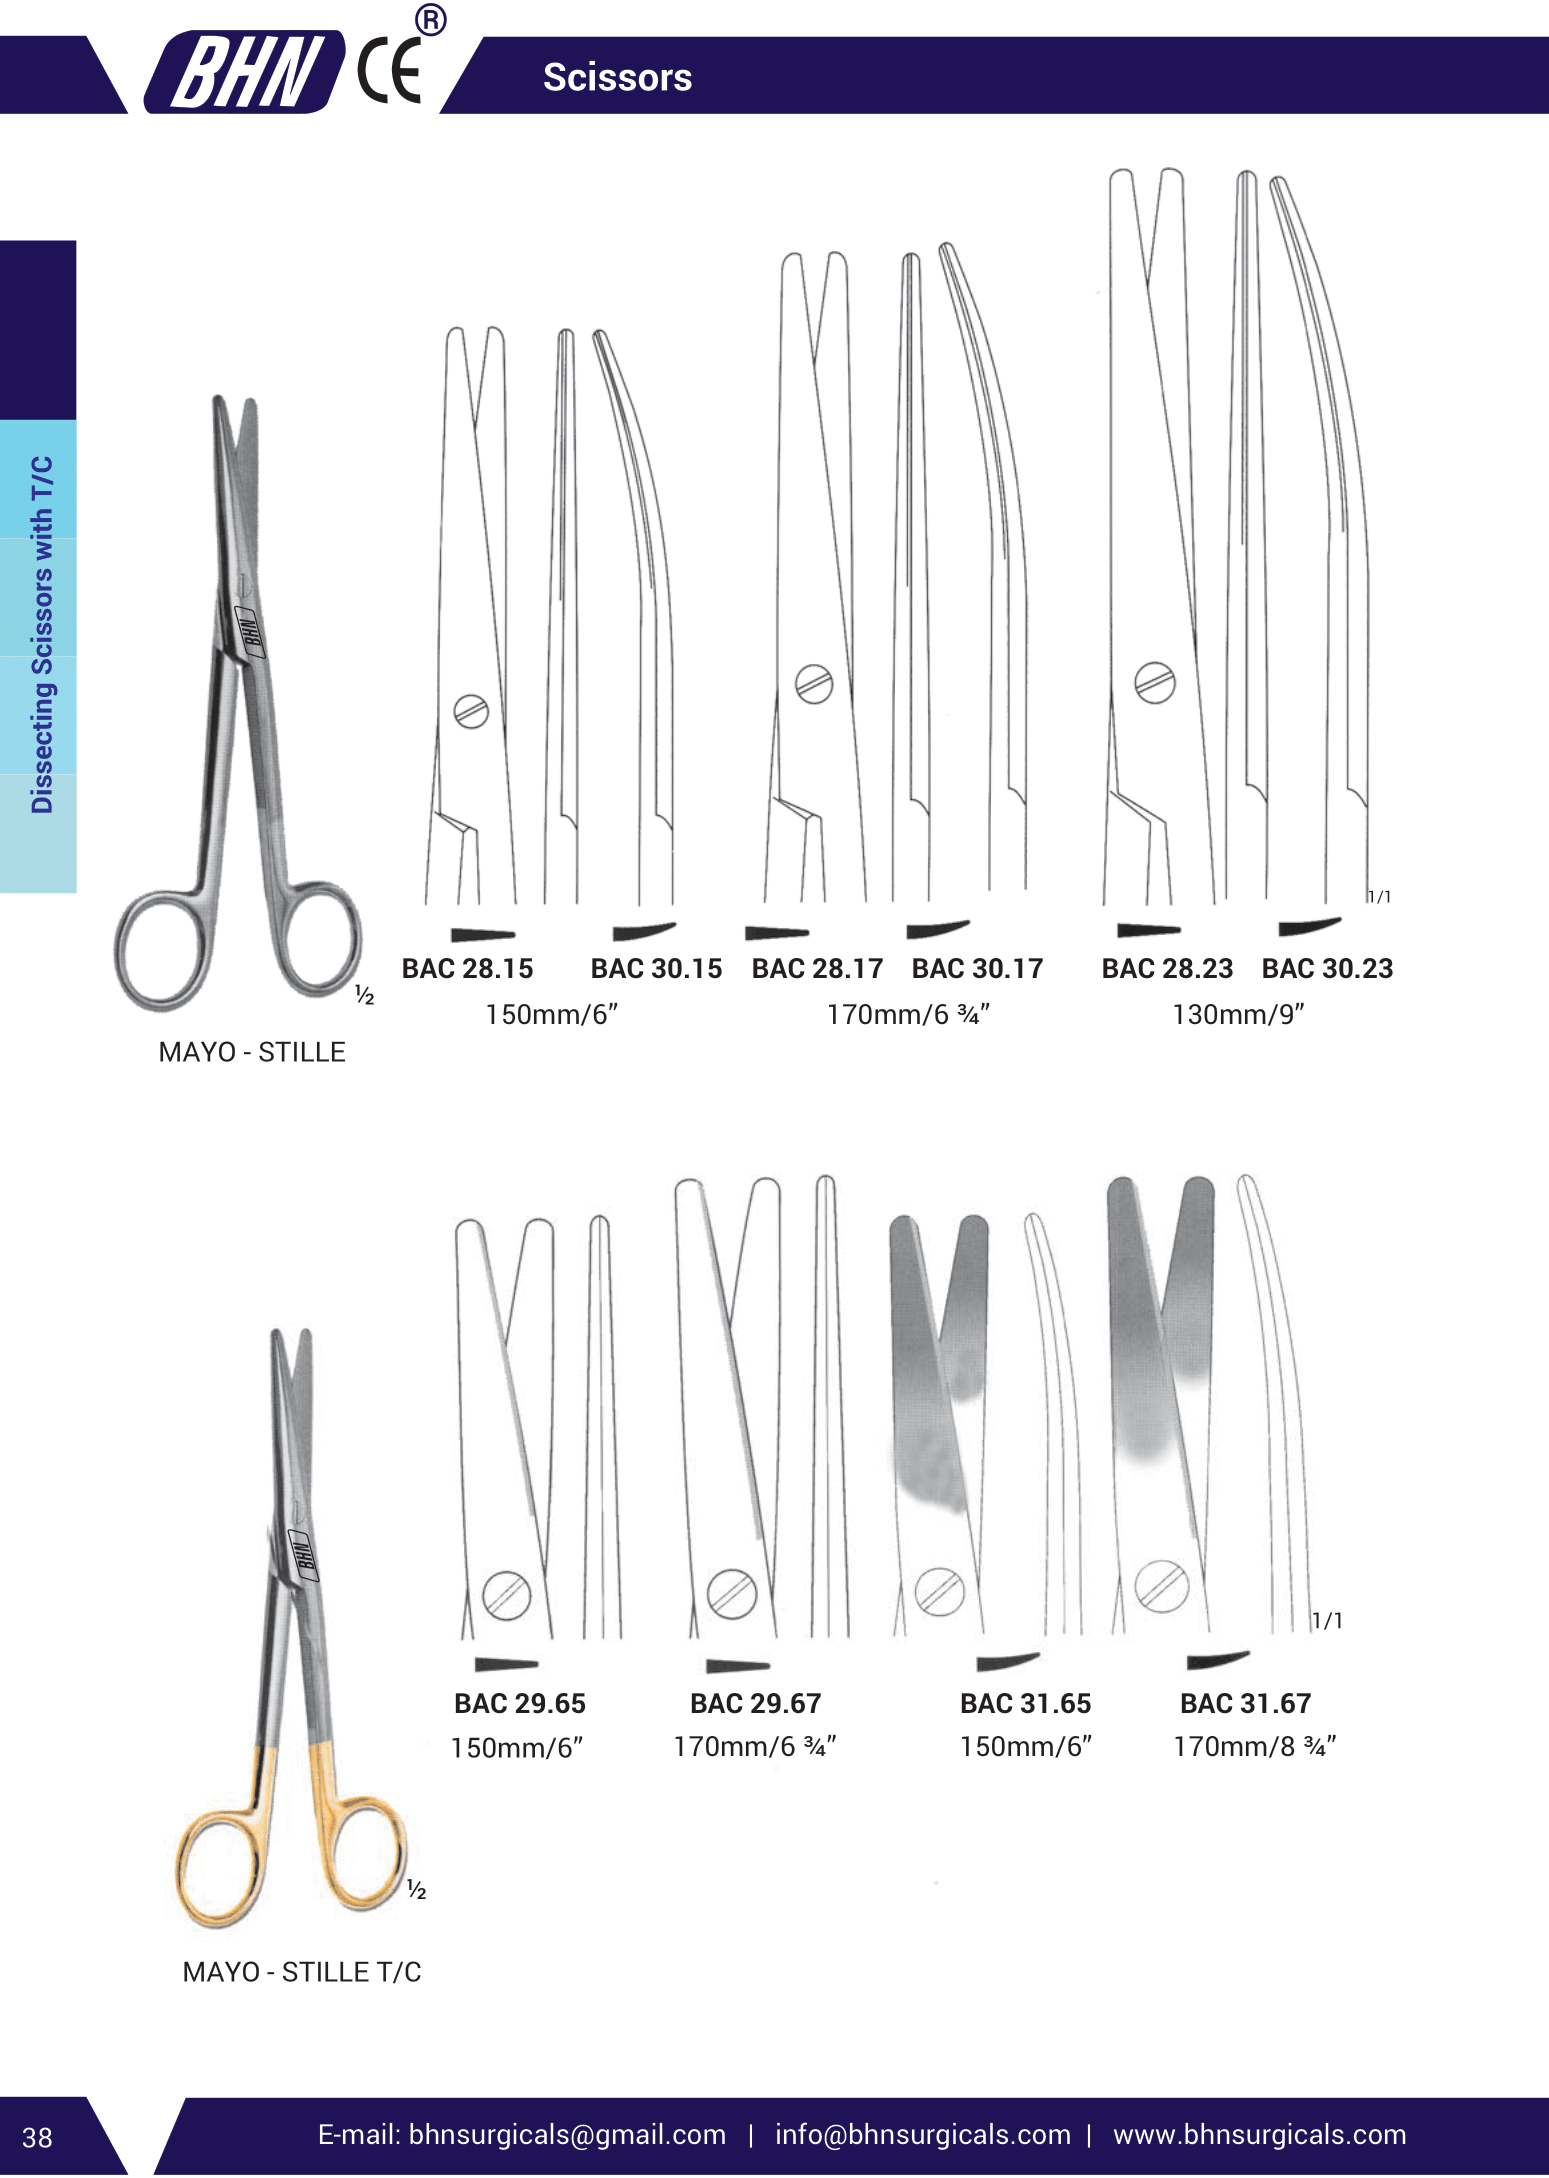 BHN CE ®
Scissors
Dissecting Scissors with T/C
BHN
½
MAYO - STILLE
1/1
BAC 28.15 BAC 30.15 BAC 28.17 BAC 30.17 BAC 28.23 BAC 30.23
150mm/6” 170mm/6 ¾” 130mm/9”
BHN
½
MAYO - STILLE T/C
1/1
BAC 29.65 BAC 29.67 BAC 31.65 BAC 31.67
150mm/6” 170mm/6 ¾” 150mm/6” 170mm/8 ¾”
38
E-mail: bhnsurgicals@gmail.com | info@bhnsurgicals.com | www.bhnsurgicals.com